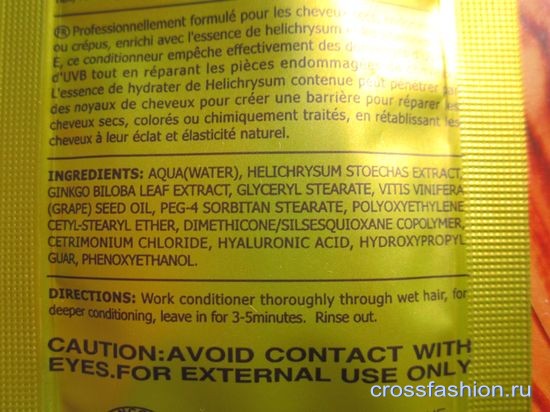 FR Professionnellement formulé pour les cheveux
ou crépus, enrichi avec l'essence de helichrysum
E, ce conditionneur empêche effectivement des
d'UVB tout en réparant les pièces
L'essence de hydrater de Helichrysum contenue peut pénétrer par
des noyaux de cheveux pour créer une barrière pour réparer les
cheveux secs, colorés ou chimiquement traités, en rétablissant les
cheveux à leur éclat et élasticité naturel.
INGREDIENTS: AQUA(WATER), HELICHRYSUM STOECHAS EXTRACT,
GINKGO BILOBA LEAF EXTRACT, GLYCERYL STEARATE, VITIS VINIFERA
(GRAPE) SEED OIL, PEG-4 SORBITAN STEARATE, POLYOXYETHYLENE
CETYL-STEARYL ETHER, DIMETHICONE/SILSESQUIOXANE COPOLYMER,
CETRIMONIUM CHLORIDE, HYALURONIC ACID, HYDROXYPROPYL
GUAR, PHENOXYETHANOL.
DIRECTIONS: Work conditioner thoroughly through wet hair, for
deeper conditioning, leave in for 3-5minutes. Rinse out.
CAUTION:AVOID CONTACT WITH
EYES.FOR EXTERNAL USE ONLY
crossfashion.ru